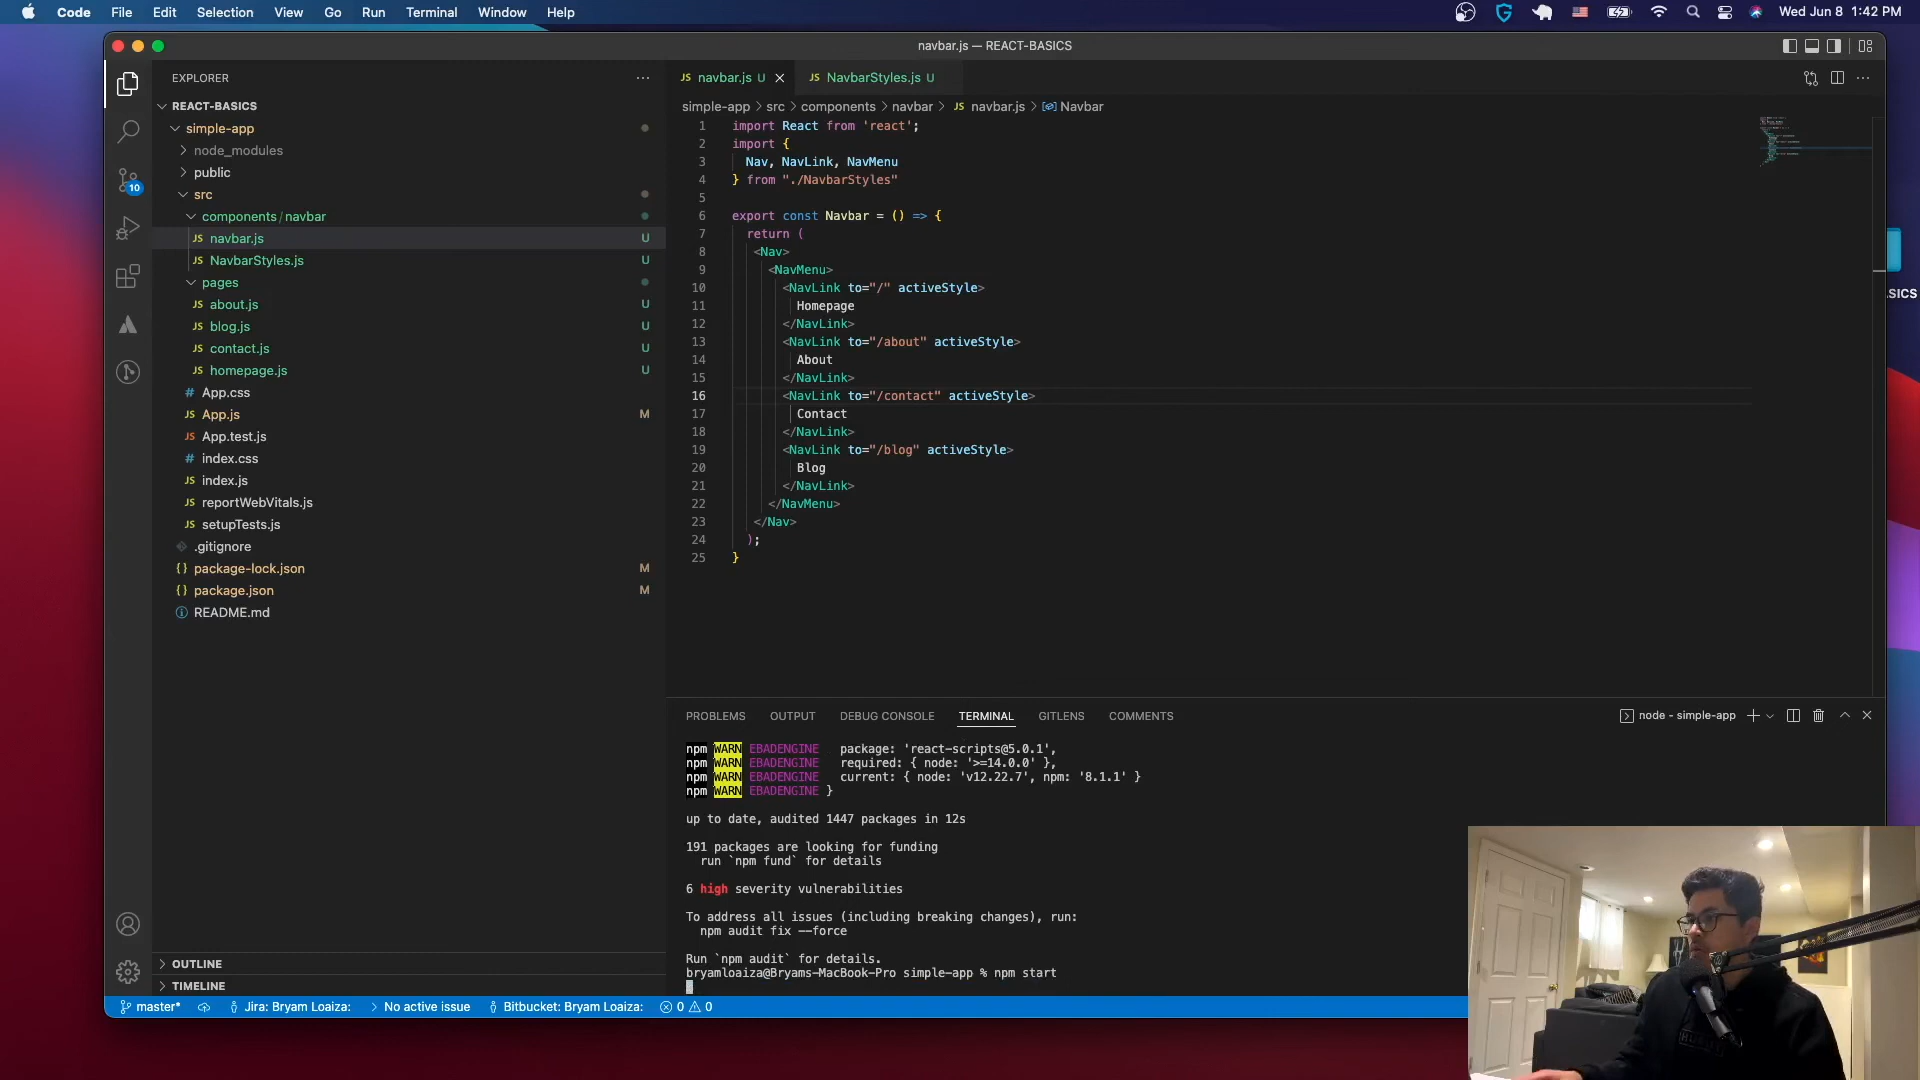 Code File Edit Selection View Go Run Terminal Window Help
Wed Jun 8 1:42 PM
navbar.js — REACT-BASICS
EXPLORER
REACT-BASICS
simple-app
node_modules
public
src
components/navbar
navbar.js U
NavbarStyles.js U
pages
about.js U
blog.js U
contact.js U
homepage.js U
App.css
App.js M
App.test.js
index.css
index.js
reportWebVitals.js
setupTests.js
.gitignore
package-lock.json M
package.json M
README.md
OUTLINE
TIMELINE
10
JS navbar.js U
JS NavbarStyles.js U
simple-app > src > components > navbar > JS navbar.js > Navbar
1 import React from 'react';
2 import {
3 Nav, NavLink, NavMenu
4 } from "./NavbarStyles"
5
6 export const Navbar = () => {
7 return (
8 <Nav>
9 <NavMenu>
10 <NavLink to="/" activeStyle>
11 Homepage
12 </NavLink>
13 <NavLink to="/about" activeStyle>
14 About
15 </NavLink>
16 <NavLink to="/contact" activeStyle>
17 Contact
18 </NavLink>
19 <NavLink to="/blog" activeStyle>
20 Blog
21 </NavLink>
22 </NavMenu>
23 </Nav>
24 );
25 }
PROBLEMS OUTPUT DEBUG CONSOLE TERMINAL GITLENS COMMENTS
node - simple-app
npm WARN EBADENGINE package: 'react-scripts@5.0.1',
npm WARN EBADENGINE required: { node: '>=14.0.0' },
npm WARN EBADENGINE current: { node: 'v12.22.7', npm: '8.1.1' }
npm WARN EBADENGINE }
up to date, audited 1447 packages in 12s
191 packages are looking for funding
run `npm fund` for details
6 high severity vulnerabilities
To address all issues (including breaking changes), run:
npm audit fix --force
Run `npm audit` for details.
bryamloaiza@Bryams-MacBook-Pro simple-app % npm start
master* Jira: Bryam Loaiza: > No active issue Bitbucket: Bryam Loaiza: 0 0